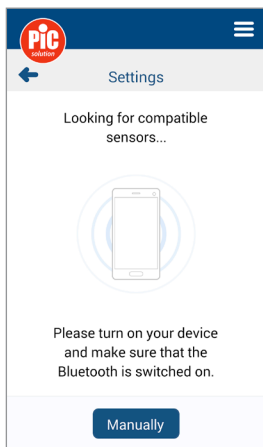 PiC
solution
Settings
Looking for compatible
sensors...
Please turn on your device
and make sure that the
Bluetooth is switched on.
Manually